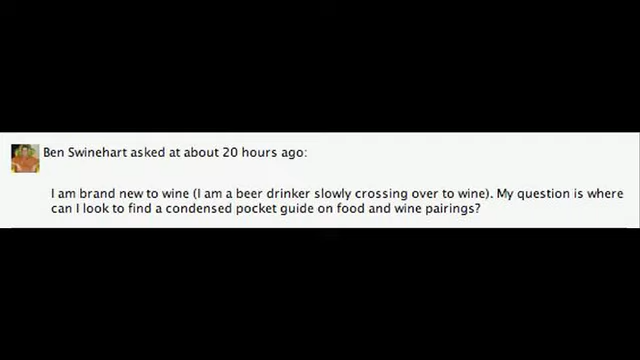 Ben Swinehart asked at about 20 hours ago:
I am brand new to wine (I am a beer drinker slowly crossing over to wine). My question is where
can I look to find a condensed pocket guide on food and wine pairings?